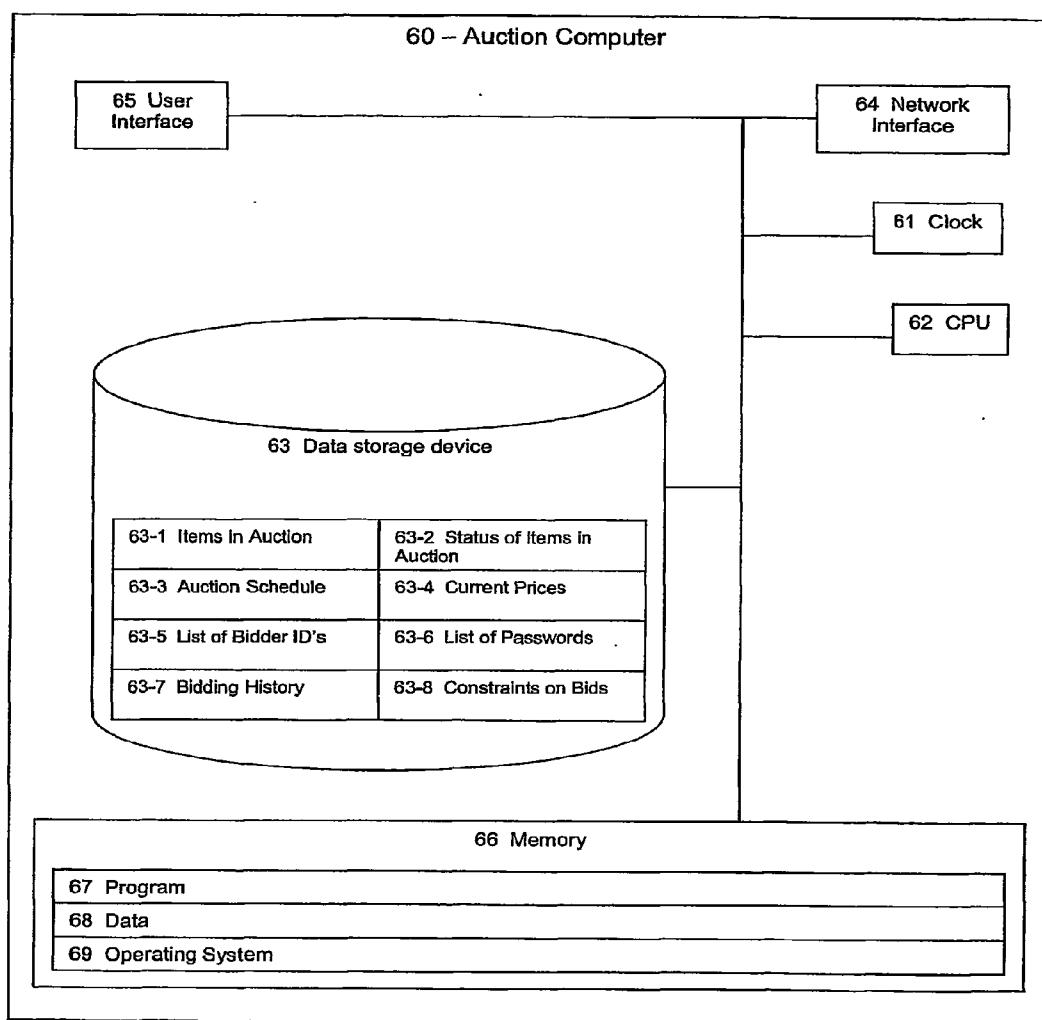 60 – Auction Computer
65 User
Interface
64 Network
Interface
61 Clock
62 CPU
63 Data storage device
63-1 Items in Auction
63-2 Status of Items in
Auction
63-3 Auction Schedule
63-4 Current Prices
63-5 List of Bidder ID's
63-6 List of Passwords
63-7 Bidding History
63-8 Constraints on Bids
66 Memory
67 Program
68 Data
69 Operating System